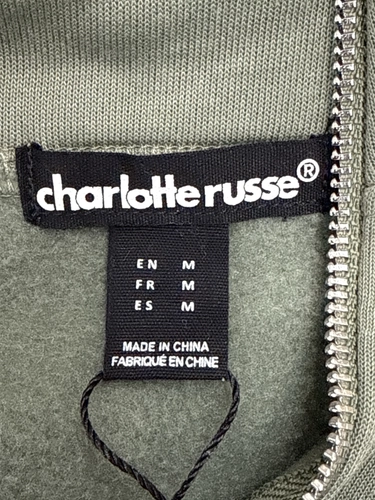 charlotte russe®
EN M
FR M
ES M
MADE IN CHINA
FABRIQUÉ EN CHINE